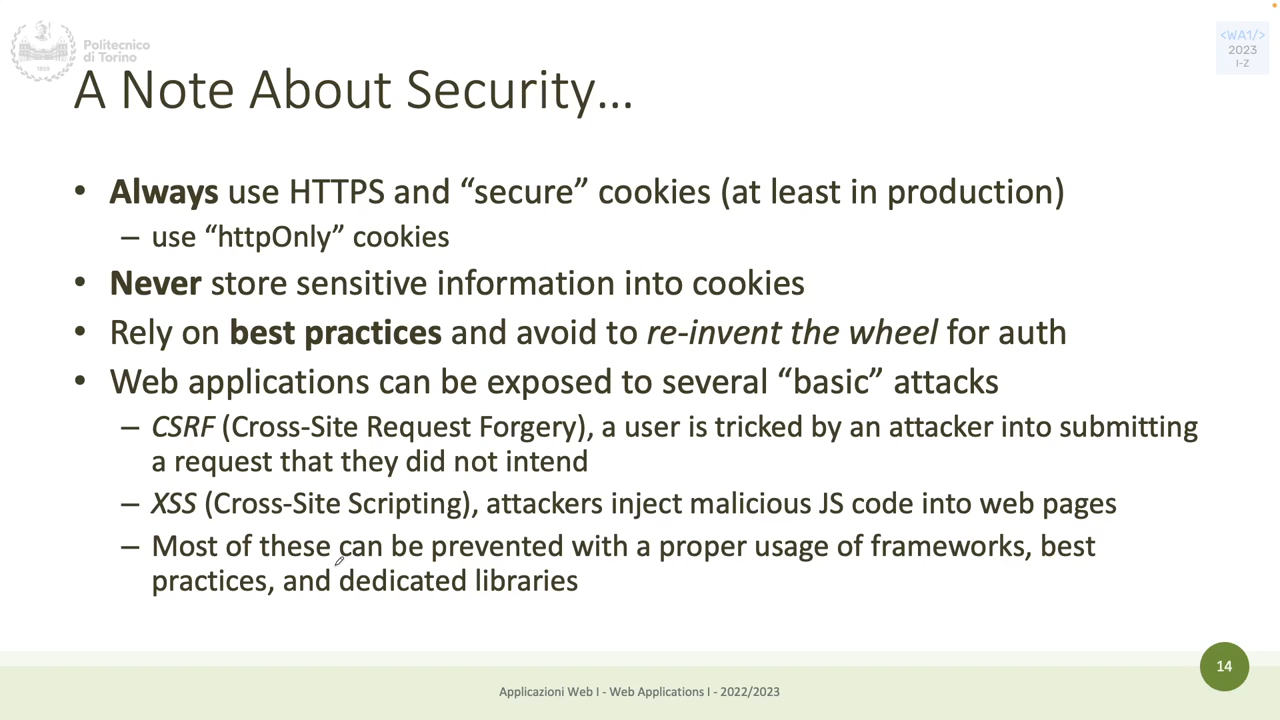 Politecnico
di Torino
1859
<WA1/>
2023
I-Z
A Note About Security...
• Always use HTTPS and “secure” cookies (at least in production)
– use “httpOnly” cookies
• Never store sensitive information into cookies
• Rely on best practices and avoid to re-invent the wheel for auth
• Web applications can be exposed to several “basic” attacks
– CSRF (Cross-Site Request Forgery), a user is tricked by an attacker into submitting
a request that they did not intend
– XSS (Cross-Site Scripting), attackers inject malicious JS code into web pages
– Most of these can be prevented with a proper usage of frameworks, best
practices, and dedicated libraries
Applicazioni Web I - Web Applications I - 2022/2023
14